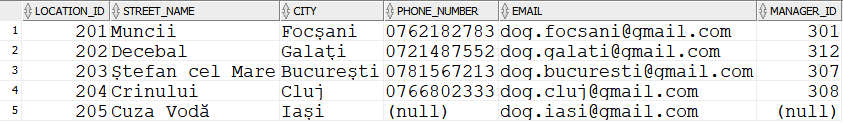 LOCATION_ID STREET_NAME CITY PHONE_NUMBER EMAIL MANAGER_ID
1 201 Muncii Focșani 0762182783 dog.focsani@gmail.com 301
2 202 Decebal Galați 0721487552 dog.galati@gmail.com 312
3 203 Ștefan cel Mare București 0781567213 dog.bucuresti@gmail.com 307
4 204 Crinului Cluj 0766802333 dog.cluj@gmail.com 308
5 205 Cuza Vodă Iași (null) dog.iasi@gmail.com (null)